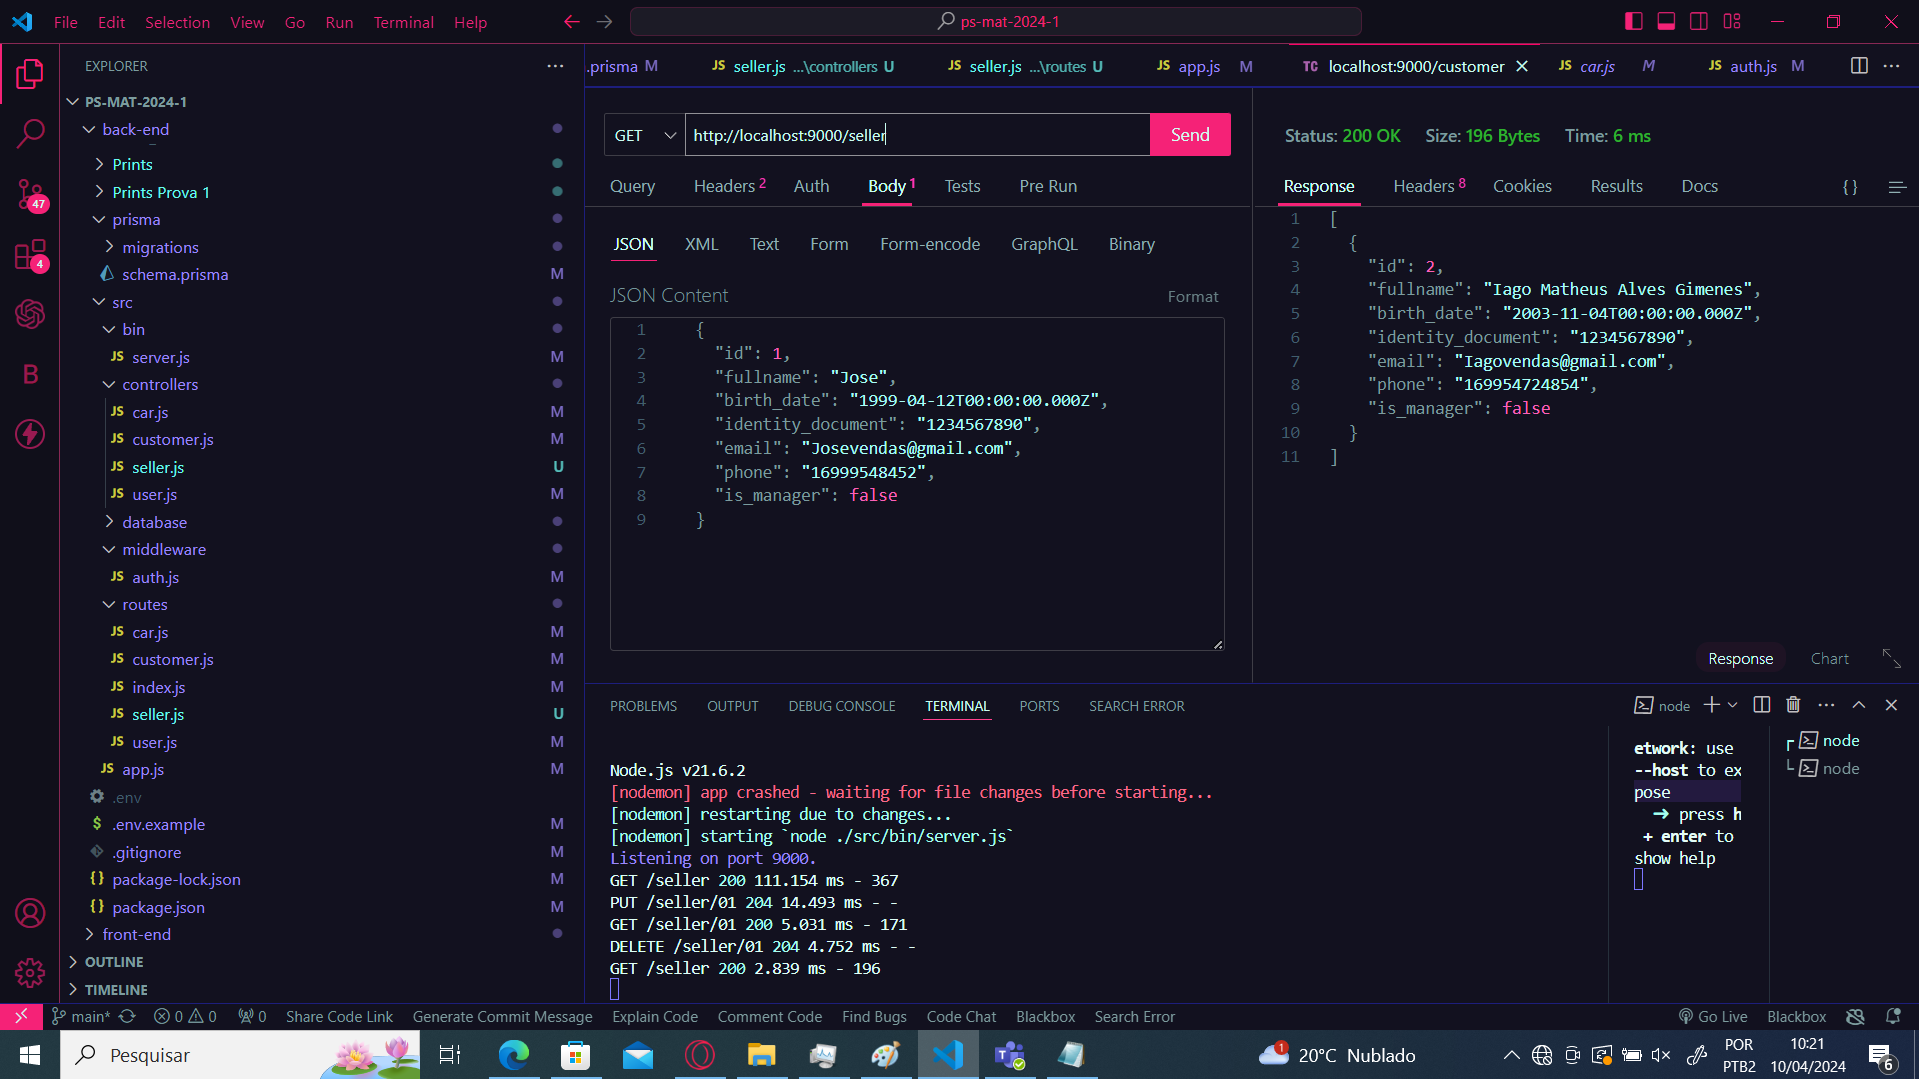 File Edit Selection View Go Run Terminal Help
ps-mat-2024-1
EXPLORER
PS-MAT-2024-1
back-end
Prints
Prints Prova 1
prisma
migrations
schema.prisma M
src
bin
server.js M
controllers
car.js M
customer.js M
seller.js U
user.js M
database
middleware
auth.js M
routes
car.js M
customer.js M
index.js M
seller.js U
user.js M
app.js M
.env
.env.example M
.gitignore M
package-lock.json M
package.json M
front-end
OUTLINE
TIMELINE
47
4
B
.prisma M
JS seller.js ...\controllers U
JS seller.js ...\routes U
JS app.js M
TC localhost:9000/customer
JS car.js M
JS auth.js M
GET http://localhost:9000/seller Send
Query Headers 2 Auth Body 1 Tests Pre Run
JSON XML Text Form Form-encode GraphQL Binary
JSON Content Format
1 {
2 "id": 1,
3 "fullname": "Jose",
4 "birth_date": "1999-04-12T00:00:00.000Z",
5 "identity_document": "1234567890",
6 "email": "Josevendas@gmail.com",
7 "phone": "16999548452",
8 "is_manager": false
9 }
Status: 200 OK Size: 196 Bytes Time: 6 ms
Response Headers 8 Cookies Results Docs { }
1 [
2 {
3 "id": 2,
4 "fullname": "Iago Matheus Alves Gimenes",
5 "birth_date": "2003-11-04T00:00:00.000Z",
6 "identity_document": "1234567890",
7 "email": "Iagovendas@gmail.com",
8 "phone": "169954724854",
9 "is_manager": false
10 }
11 ]
Response Chart
PROBLEMS OUTPUT DEBUG CONSOLE TERMINAL PORTS SEARCH ERROR
node
Node.js v21.6.2
[nodemon] app crashed - waiting for file changes before starting...
[nodemon] restarting due to changes...
[nodemon] starting `node ./src/bin/server.js`
Listening on port 9000.
GET /seller 200 111.154 ms - 367
PUT /seller/01 204 14.493 ms - -
GET /seller/01 200 5.031 ms - 171
DELETE /seller/01 204 4.752 ms - -
GET /seller 200 2.839 ms - 196
etwork: use
--host to ex
pose
➜ press h
+ enter to
show help
node
node
main* 0 0 0 Share Code Link Generate Commit Message Explain Code Comment Code Find Bugs Code Chat Blackbox Search Error Go Live Blackbox
Pesquisar
1
20°C Nublado
POR
PTB2
10:21
10/04/2024
6